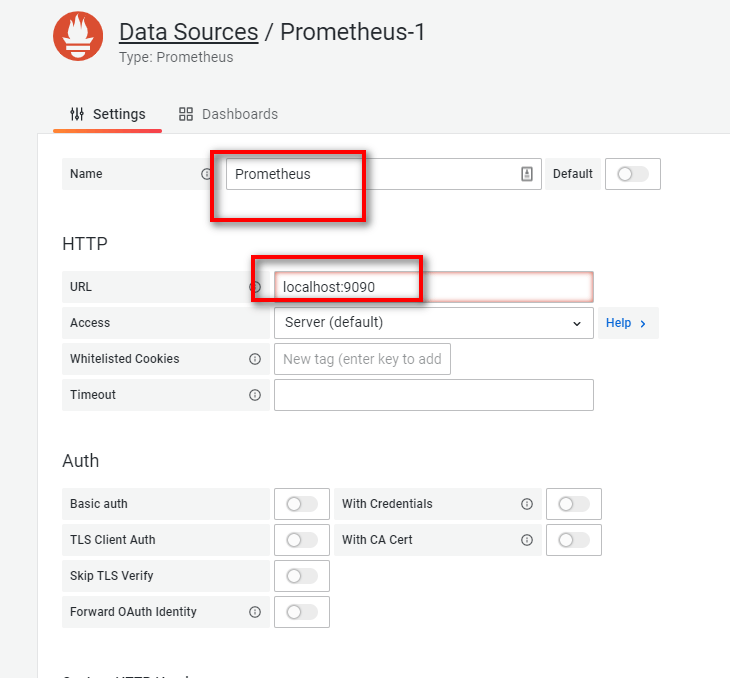 Data Sources / Prometheus-1
Type: Prometheus
Settings Dashboards
Name Prometheus Default
HTTP
URL localhost:9090
Access Server (default) Help
Whitelisted Cookies New tag (enter key to add
Timeout
Auth
Basic auth With Credentials
TLS Client Auth With CA Cert
Skip TLS Verify
Forward OAuth Identity